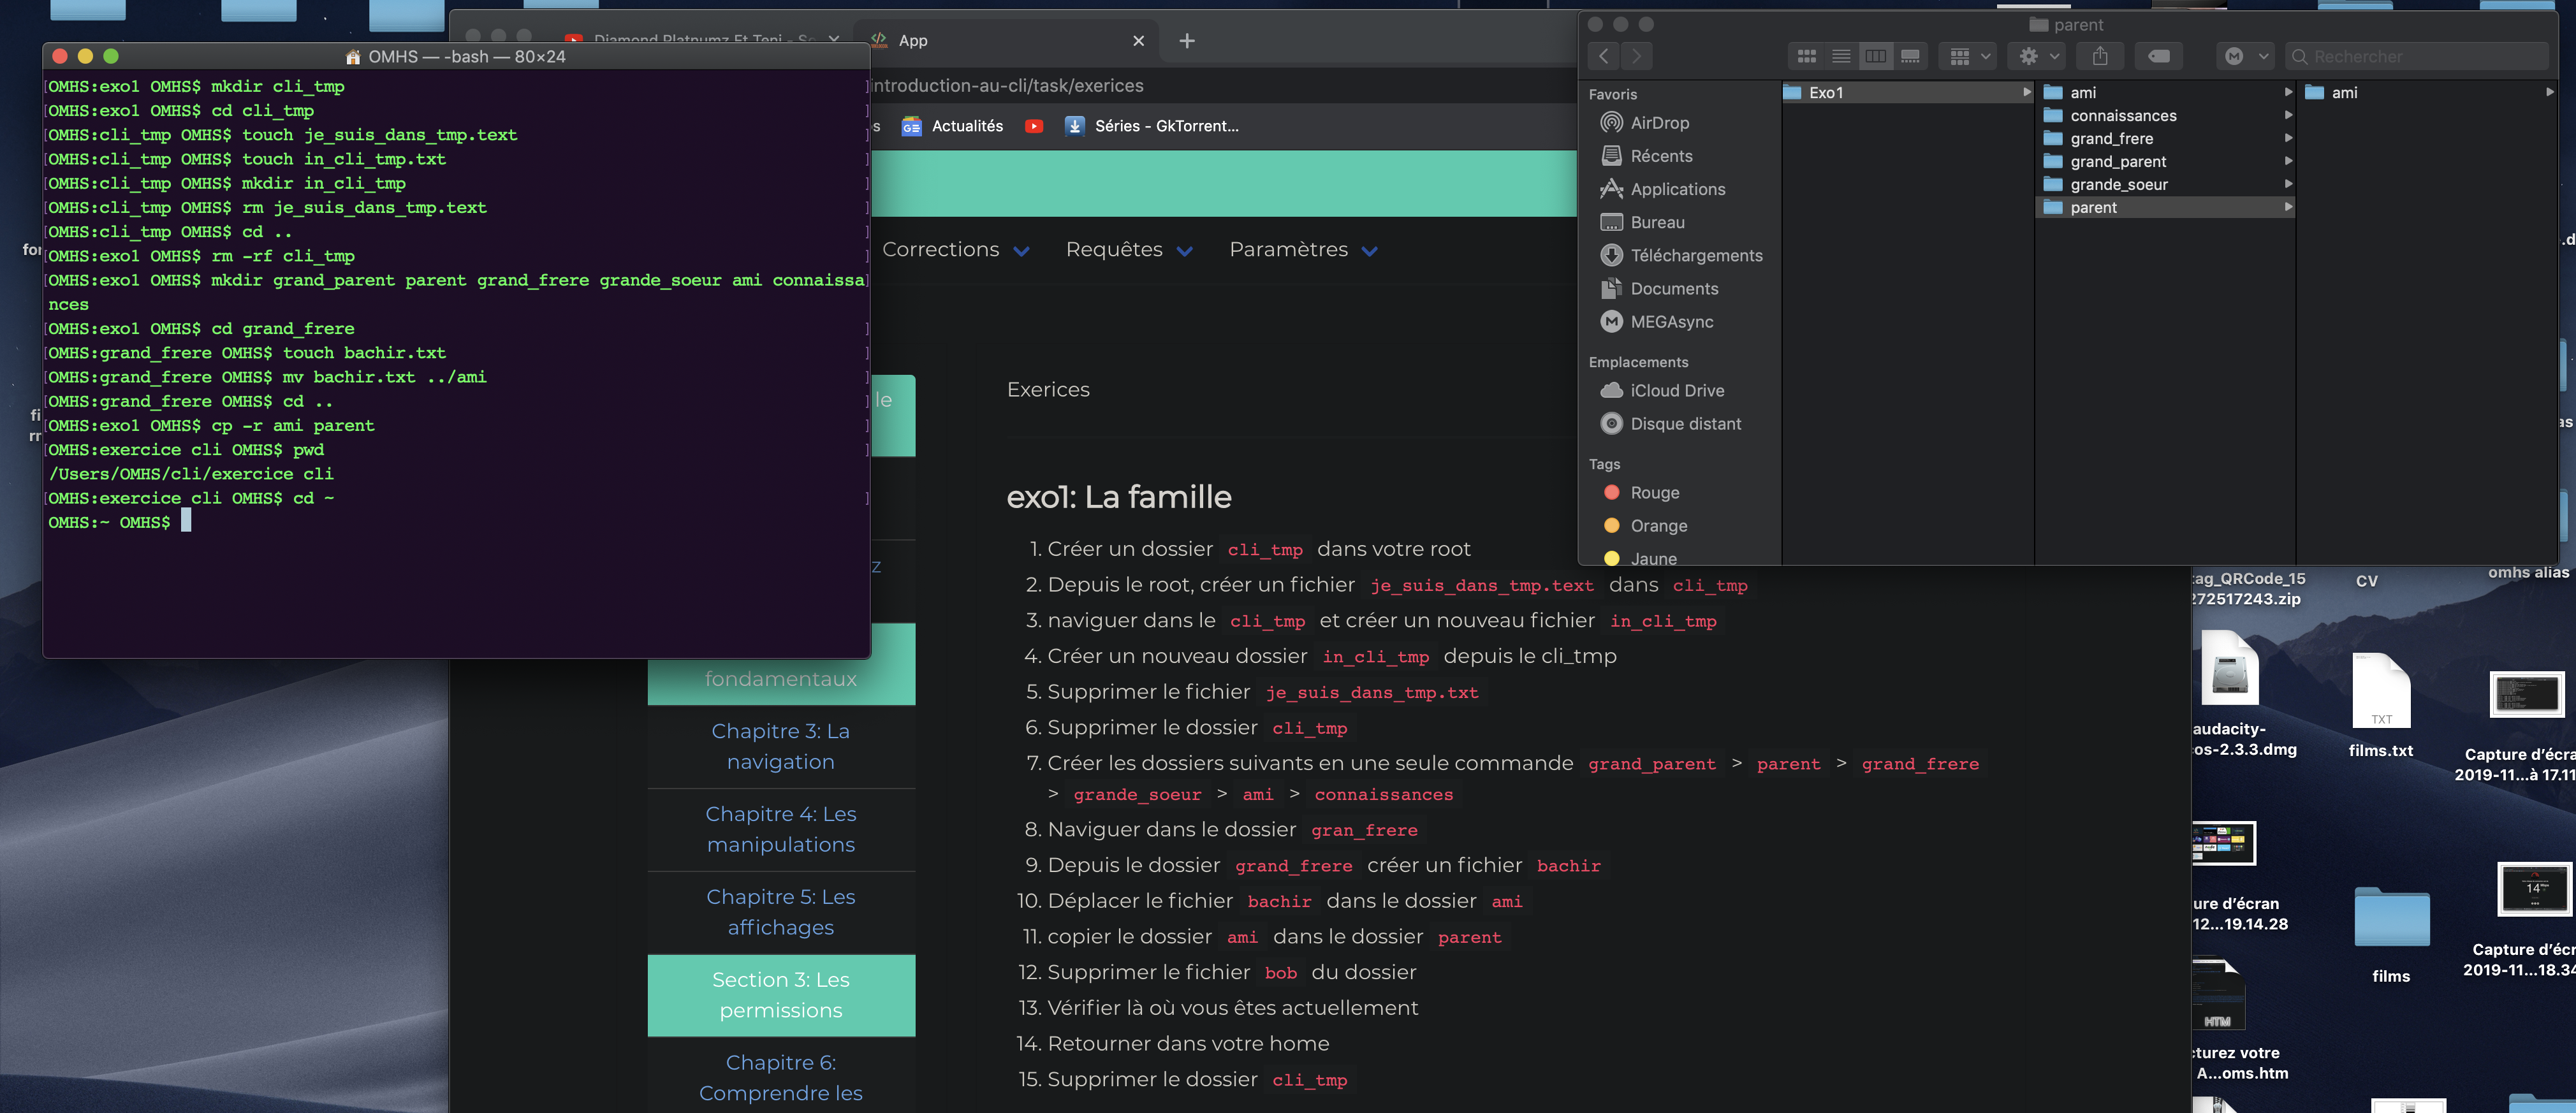 OMHS — -bash — 80×24
[OMHS:exo1 OMHS$ mkdir cli_tmp ]
[OMHS:exo1 OMHS$ cd cli_tmp ]
[OMHS:cli_tmp OMHS$ touch je_suis_dans_tmp.text ]
[OMHS:cli_tmp OMHS$ touch in_cli_tmp.txt ]
[OMHS:cli_tmp OMHS$ mkdir in_cli_tmp ]
[OMHS:cli_tmp OMHS$ rm je_suis_dans_tmp.text ]
[OMHS:cli_tmp OMHS$ cd .. ]
[OMHS:exo1 OMHS$ rm -rf cli_tmp ]
[OMHS:exo1 OMHS$ mkdir grand_parent parent grand_frere grande_soeur ami connaissa]
nces
[OMHS:exo1 OMHS$ cd grand_frere ]
[OMHS:grand_frere OMHS$ touch bachir.txt ]
[OMHS:grand_frere OMHS$ mv bachir.txt ../ami ]
[OMHS:grand_frere OMHS$ cd .. ]
[OMHS:exo1 OMHS$ cp -r ami parent ]
[OMHS:exercice cli OMHS$ pwd ]
/Users/OMHS/cli/exercice cli
[OMHS:exercice cli OMHS$ cd ~ ]
OMHS:~ OMHS$
Diamond Platnumz Et Teni - So
App
introduction-au-cli/task/exerices
s
Actualités
Séries - GkTorrent...
Corrections
Requêtes
Paramètres
le
z
fondamentaux
Chapitre 3: La
navigation
Chapitre 4: Les
manipulations
Chapitre 5: Les
affichages
Section 3: Les
permissions
Chapitre 6:
Comprendre les
Exerices
exo1: La famille
1. Créer un dossier cli_tmp dans votre root
2. Depuis le root, créer un fichier je_suis_dans_tmp.text dans cli_tmp
3. naviguer dans le cli_tmp et créer un nouveau fichier in_cli_tmp
4. Créer un nouveau dossier in_cli_tmp depuis le cli_tmp
5. Supprimer le fichier je_suis_dans_tmp.txt
6. Supprimer le dossier cli_tmp
7. Créer les dossiers suivants en une seule commande grand_parent > parent > grand_frere
> grande_soeur > ami > connaissances
8. Naviguer dans le dossier gran_frere
9. Depuis le dossier grand_frere créer un fichier bachir
10. Déplacer le fichier bachir dans le dossier ami
11. copier le dossier ami dans le dossier parent
12. Supprimer le fichier bob du dossier
13. Vérifier là où vous êtes actuellement
14. Retourner dans votre home
15. Supprimer le dossier cli_tmp
parent
Rechercher
Favoris
AirDrop
Récents
Applications
Bureau
Téléchargements
Documents
MEGAsync
Emplacements
iCloud Drive
Disque distant
Tags
Rouge
Orange
Jaune
Exo1
ami
connaissances
grand_frere
grand_parent
grande_soeur
parent
ami
tag_QRCode_15
272517243.zip
CV
omhs alias
audacity-
os-2.3.3.dmg
TXT
films.txt
Capture d'écra
2019-11...à 17.11
ure d'écran
12...19.14.28
films
Capture d'écr
2019-11...18.34
HTM
cturez votre
A...oms.htm